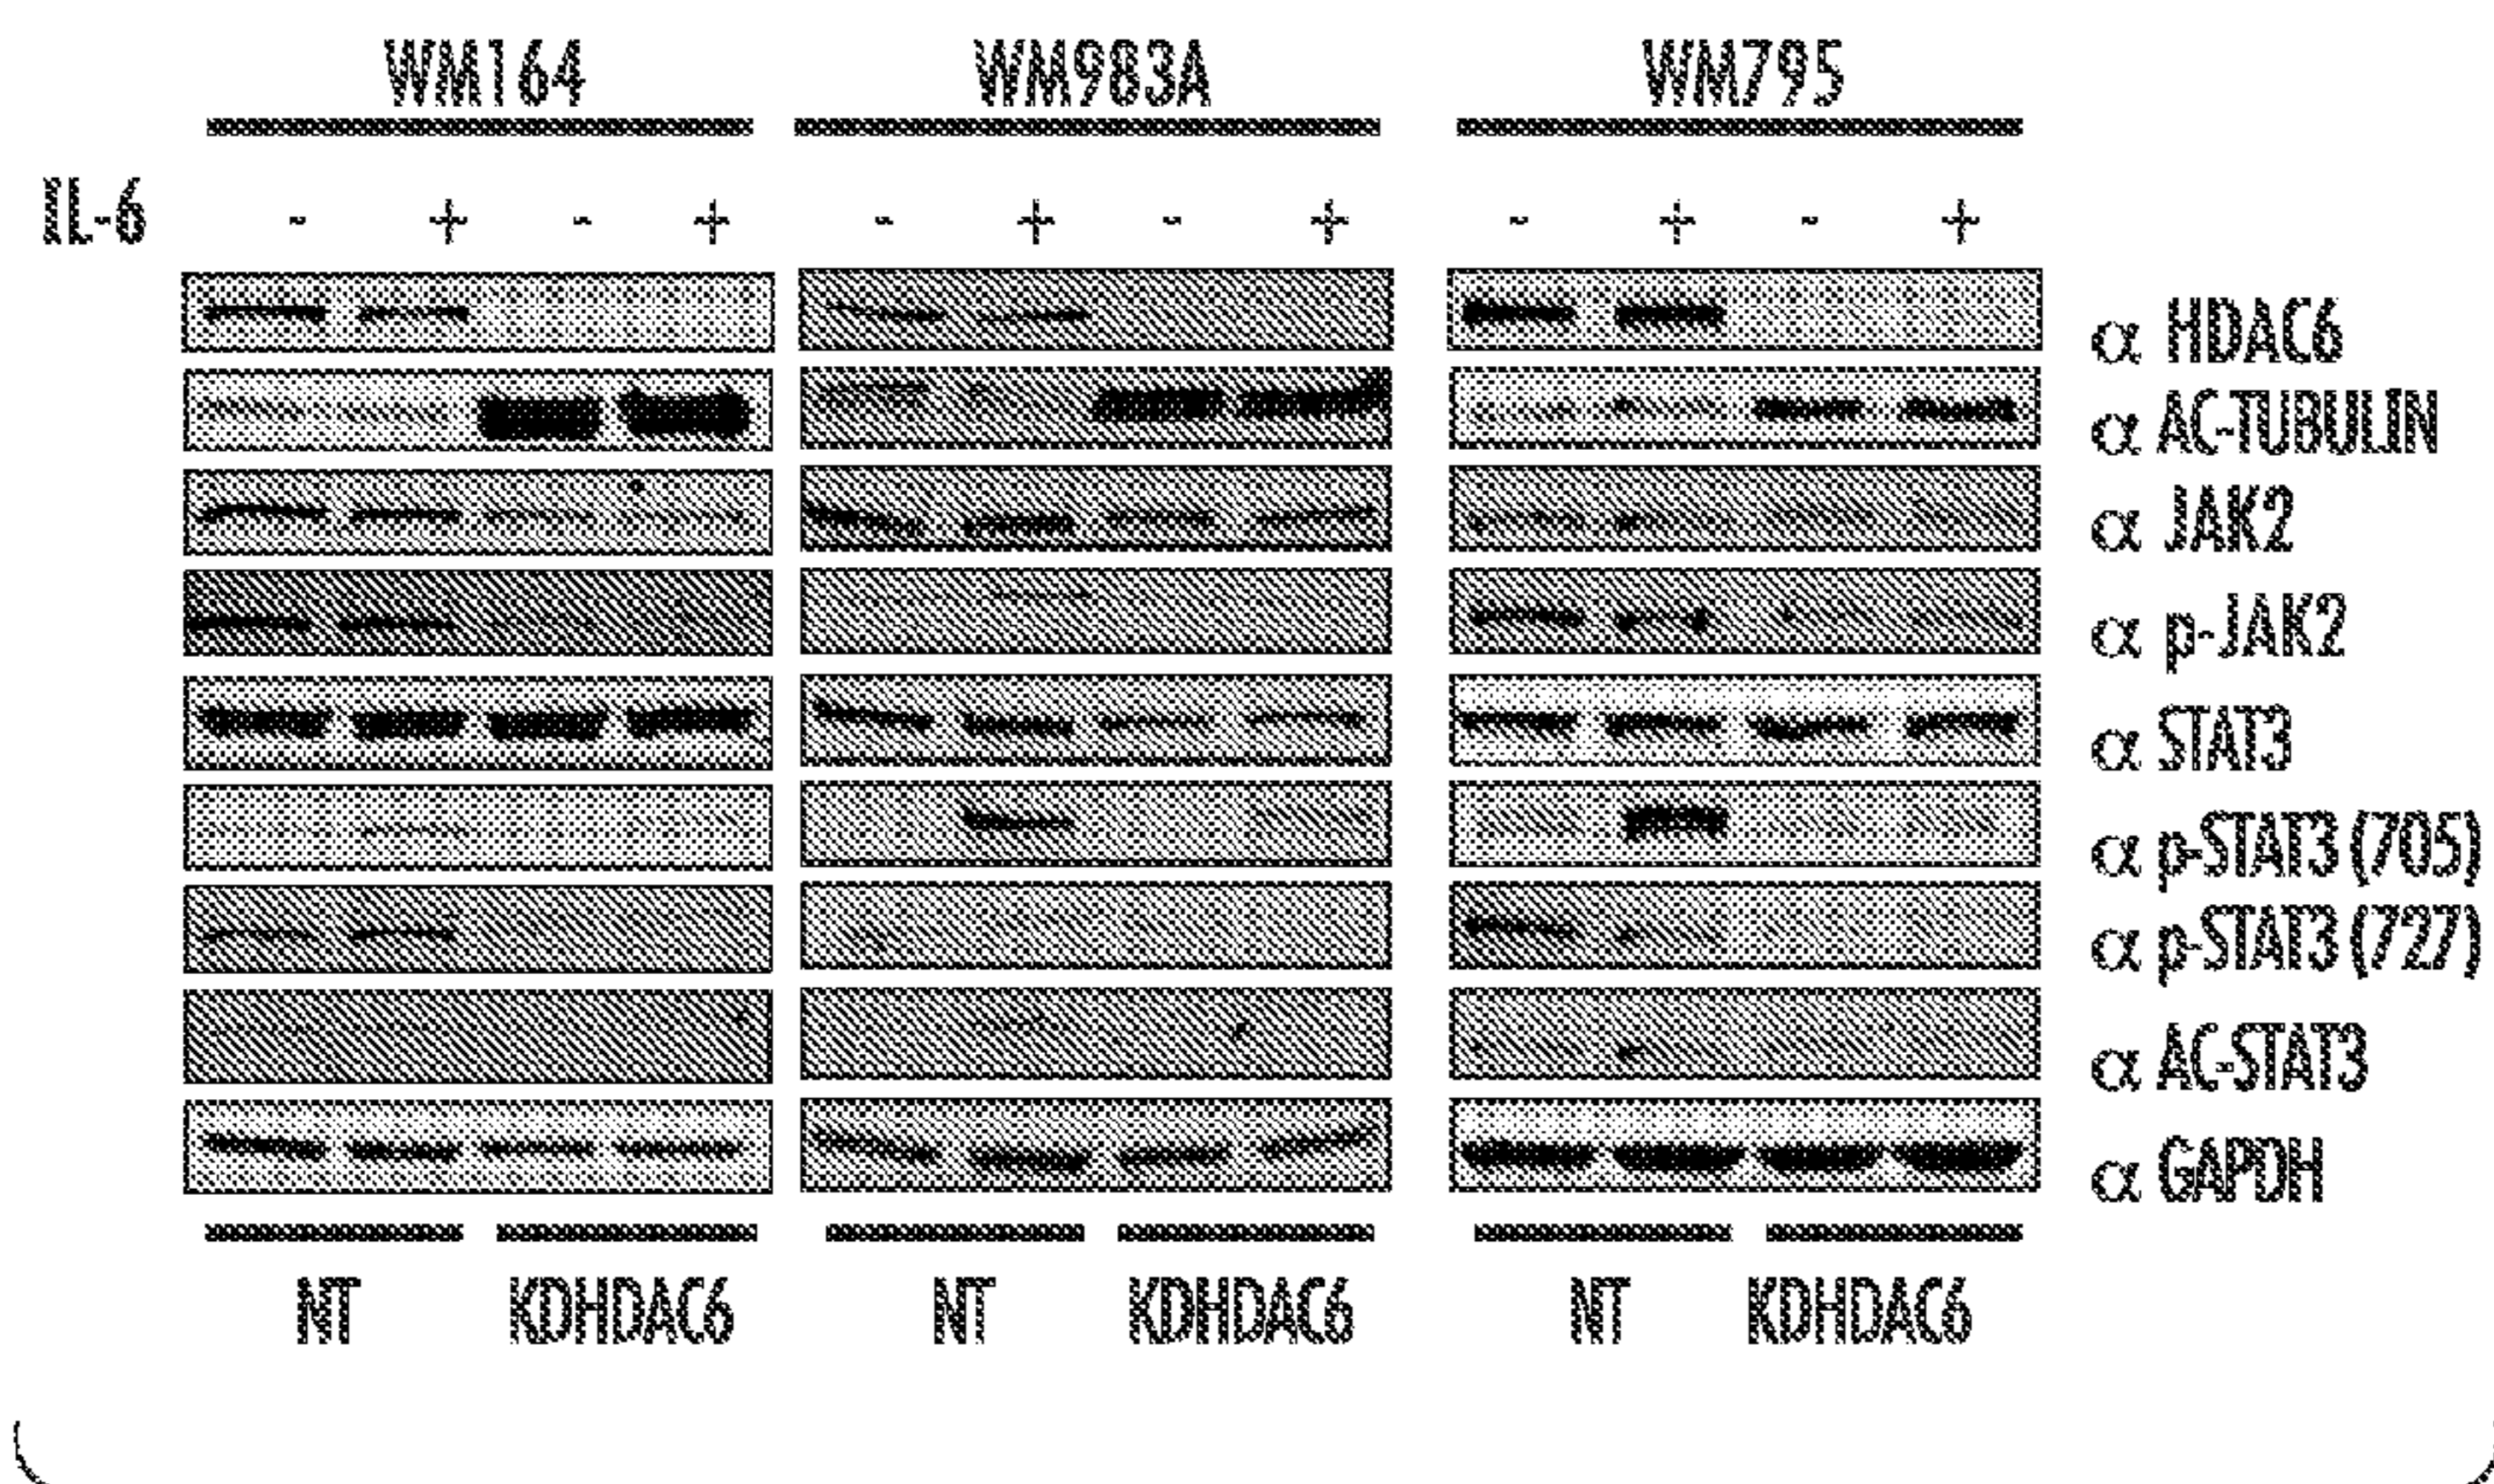 WM164 WM983A WM795
IL-6 - + - + - + - + - + - +
α HDAC6
α AC-TUBULIN
α JAK2
α p-JAK2
α STAT3
α p-STAT3 (705)
α p-STAT3 (727)
α AC-STAT3
α GAPDH
NT KDHDAC6 NT KDHDAC6 NT KDHDAC6